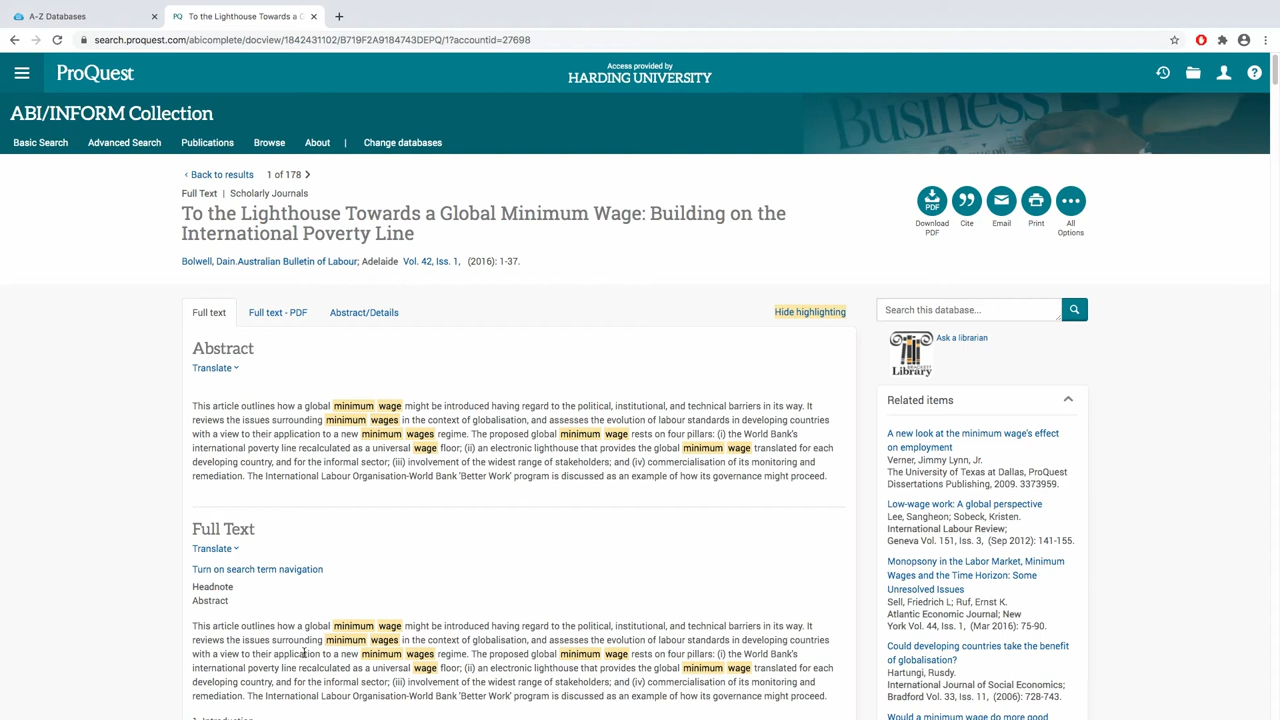 A-Z Databases
To the Lighthouse Towards a G
search.proquest.com/abicomplete/docview/1842431102/B719F2A9184743DEPQ/1?accountid=27698
ProQuest
Access provided by
HARDING UNIVERSITY
ABI/INFORM Collection
Business
Basic Search Advanced Search Publications Browse About | Change databases
‹ Back to results 1 of 178 ›
Full Text | Scholarly Journals
To the Lighthouse Towards a Global Minimum Wage: Building on the
International Poverty Line
Bolwell, Dain.Australian Bulletin of Labour; Adelaide Vol. 42, Iss. 1, (2016): 1-37.
PDF
Download
PDF
Cite
Email
Print
All
Options
Full text Full text - PDF Abstract/Details Hide highlighting
Abstract
Translate
This article outlines how a global minimum wage might be introduced having regard to the political, institutional, and technical barriers in its way. It
reviews the issues surrounding minimum wages in the context of globalisation, and assesses the evolution of labour standards in developing countries
with a view to their application to a new minimum wages regime. The proposed global minimum wage rests on four pillars: (i) the World Bank's
international poverty line recalculated as a universal wage floor; (ii) an electronic lighthouse that provides the global minimum wage translated for each
developing country, and for the informal sector; (iii) involvement of the widest range of stakeholders; and (iv) commercialisation of its monitoring and
remediation. The International Labour Organisation-World Bank 'Better Work' program is discussed as an example of how its governance might proceed.
Full Text
Translate
Turn on search term navigation
Headnote
Abstract
This article outlines how a global minimum wage might be introduced having regard to the political, institutional, and technical barriers in its way. It
reviews the issues surrounding minimum wages in the context of globalisation, and assesses the evolution of labour standards in developing countries
with a view to their application to a new minimum wages regime. The proposed global minimum wage rests on four pillars: (i) the World Bank's
international poverty line recalculated as a universal wage floor; (ii) an electronic lighthouse that provides the global minimum wage translated for each
developing country, and for the informal sector; (iii) involvement of the widest range of stakeholders; and (iv) commercialisation of its monitoring and
remediation. The International Labour Organisation-World Bank 'Better Work' program is discussed as an example of how its governance might proceed.
1. Introduction
Search this database...
Library
Ask a librarian
Related items
A new look at the minimum wage's effect
on employment
Verner, Jimmy Lynn, Jr.
The University of Texas at Dallas, ProQuest
Dissertations Publishing, 2009. 3373959.
Low-wage work: A global perspective
Lee, Sangheon; Sobeck, Kristen.
International Labour Review;
Geneva Vol. 151, Iss. 3, (Sep 2012): 141-155.
Monopsony in the Labor Market, Minimum
Wages and the Time Horizon: Some
Unresolved Issues
Sell, Friedrich L; Ruf, Ernst K.
Atlantic Economic Journal; New
York Vol. 44, Iss. 1, (Mar 2016): 75-90.
Could developing countries take the benefit
of globalisation?
Hartungi, Rusdy.
International Journal of Social Economics;
Bradford Vol. 33, Iss. 11, (2006): 728-743.
Would a minimum wage do more good